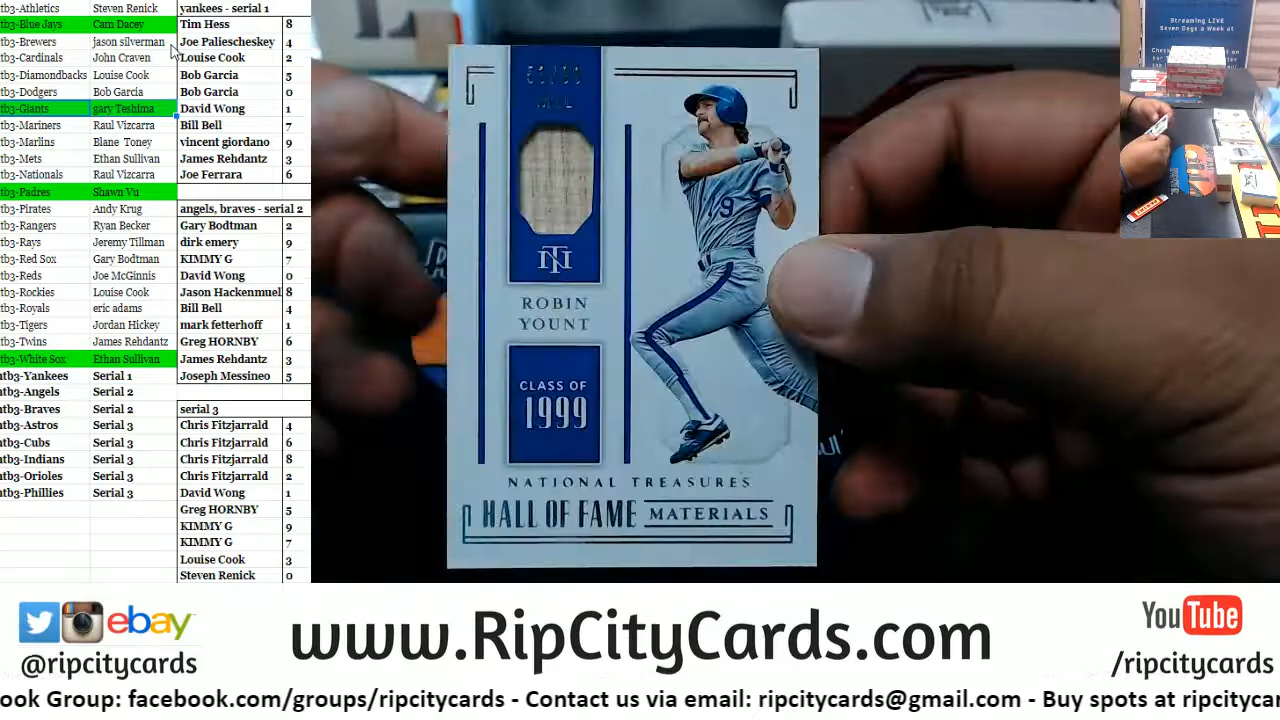 tb3-Athletics Steven Renick yankees - serial 1
tb3-Blue Jays Cam Dacey Tim Hess 8
tb3-Brewers jason silverman Joe Paliescheskey 4
tb3-Cardinals John Craven Louise Cook 2
tb3-Diamondbacks Louise Cook Bob Garcia 5
tb3-Dodgers Bob Garcia Bob Garcia 0
tb3-Giants gary Teshima David Wong 1
tb3-Mariners Raul Vizcarra Bill Bell 7
tb3-Marlins Blane Toney vincent giordano 9
tb3-Mets Ethan Sullivan James Rehdantz 3
tb3-Nationals Raul Vizcarra Joe Ferrara 6
tb3-Padres Shawn Vu
tb3-Pirates Andy Krug angels, braves - serial 2
tb3-Rangers Ryan Becker Gary Bodtman 2
tb3-Rays Jeremy Tillman dirk emery 9
tb3-Red Sox Gary Bodtman KIMMY G 7
tb3-Reds Joe McGinnis David Wong 0
tb3-Rockies Louise Cook Jason Hackenmuel 8
tb3-Royals eric adams Bill Bell 4
tb3-Tigers Jordan Hickey mark fetterhoff 1
tb3-Twins James Rehdantz Greg HORNBY 6
tb3-White Sox Ethan Sullivan James Rehdantz 3
ntb3-Yankees Serial 1 Joseph Messineo 5
ntb3-Angels Serial 2
ntb3-Braves Serial 2 serial 3
ntb3-Astros Serial 3 Chris Fitzjarrald 4
ntb3-Cubs Serial 3 Chris Fitzjarrald 6
ntb3-Indians Serial 3 Chris Fitzjarrald 8
ntb3-Orioles Serial 3 Chris Fitzjarrald 2
ntb3-Phillies Serial 3 David Wong 1
Greg HORNBY 5
KIMMY G 9
KIMMY G 7
Louise Cook 3
Steven Renick 0
NT
ROBIN
YOUNT
CLASS OF
1999
19
NATIONAL TREASURES
HALL OF FAME MATERIALS
Streaming LIVE
Seven Days a Week at
ebay
@ripcitycards
www.RipCityCards.com
YouTube
/ripcitycards
ook Group: facebook.com/groups/ripcitycards - Contact us via email: ripcitycards@gmail.com - Buy spots at ripcitycar